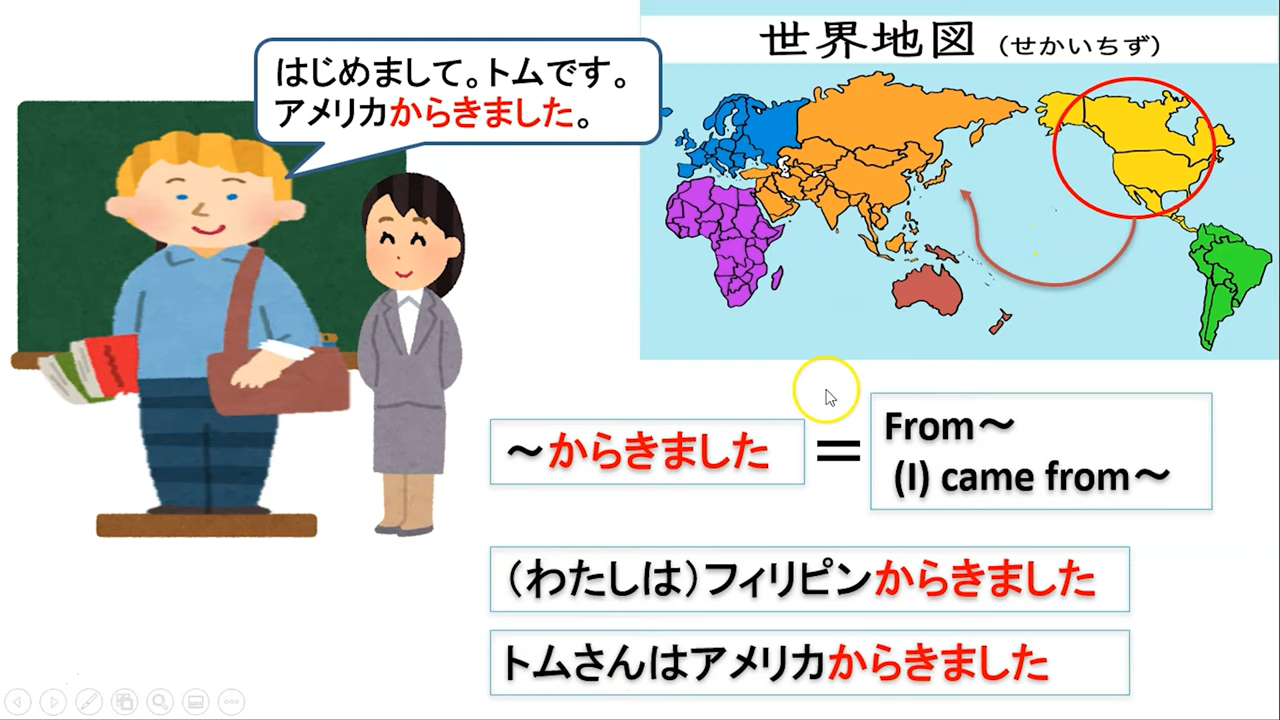 はじめまして。トムです。
アメリカからきました。
世界地図（せかいちず）
～からきました
＝
From～
(I) came from～
（わたしは）フィリピンからきました
トムさんはアメリカからきました